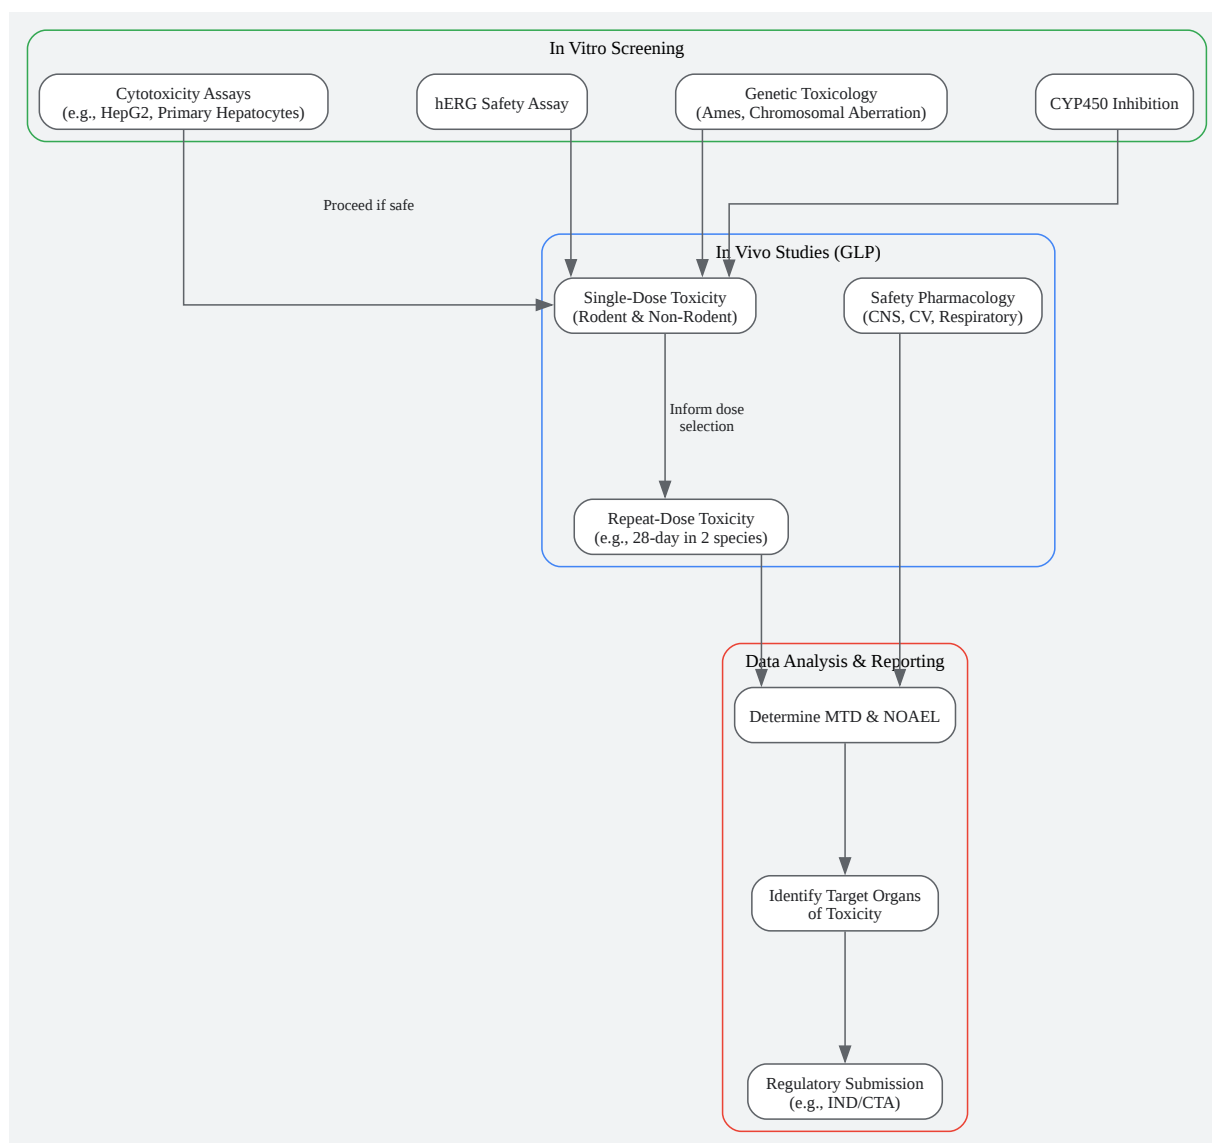 In Vitro Screening
Cytotoxicity Assays
(e.g., HepG2, Primary Hepatocytes)
hERG Safety Assay
Genetic Toxicology
(Ames, Chromosomal Aberration)
CYP450 Inhibition
Proceed if safe
In Vivo Studies (GLP)
Single-Dose Toxicity
(Rodent & Non-Rodent)
Safety Pharmacology
(CNS, CV, Respiratory)
Inform dose
selection
Repeat-Dose Toxicity
(e.g., 28-day in 2 species)
Data Analysis & Reporting
Determine MTD & NOAEL
Identify Target Organs
of Toxicity
Regulatory Submission
(e.g., IND/CTA)